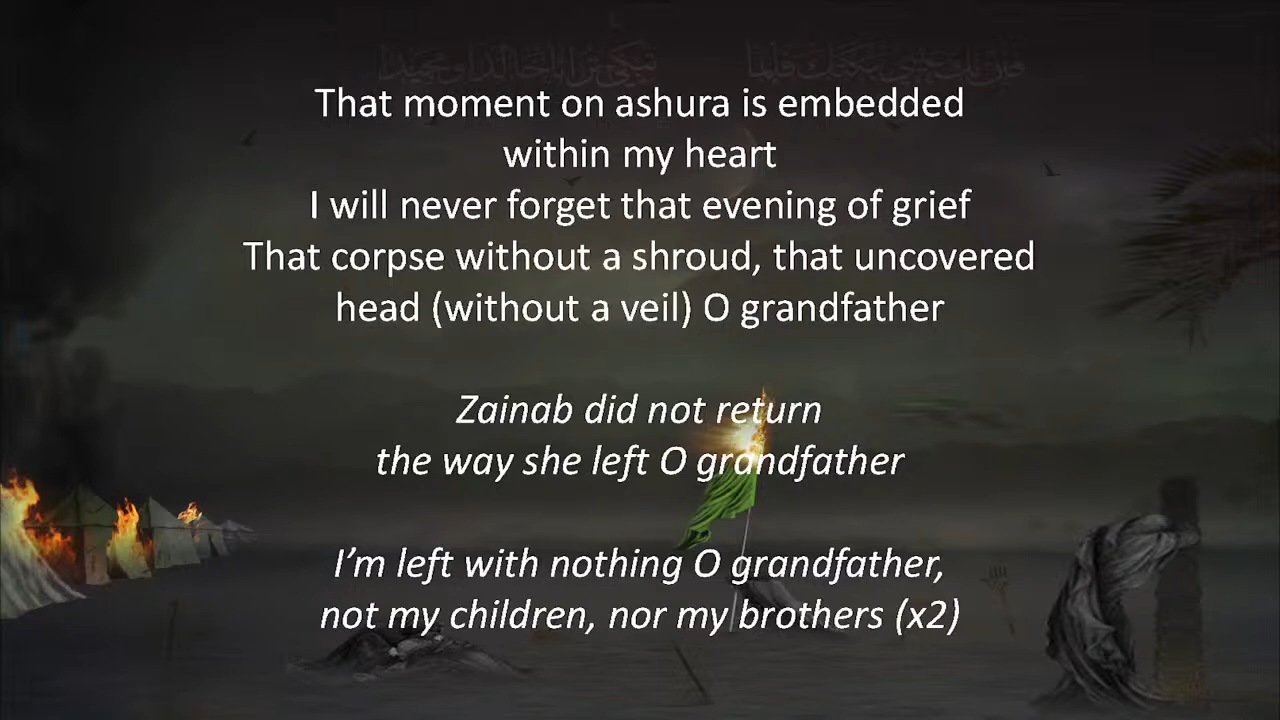 That moment on ashura is embedded
within my heart
I will never forget that evening of grief
That corpse without a shroud, that uncovered
head (without a veil) O grandfather
Zainab did not return
the way she left O grandfather
I’m left with nothing O grandfather,
not my children, nor my brothers (x2)